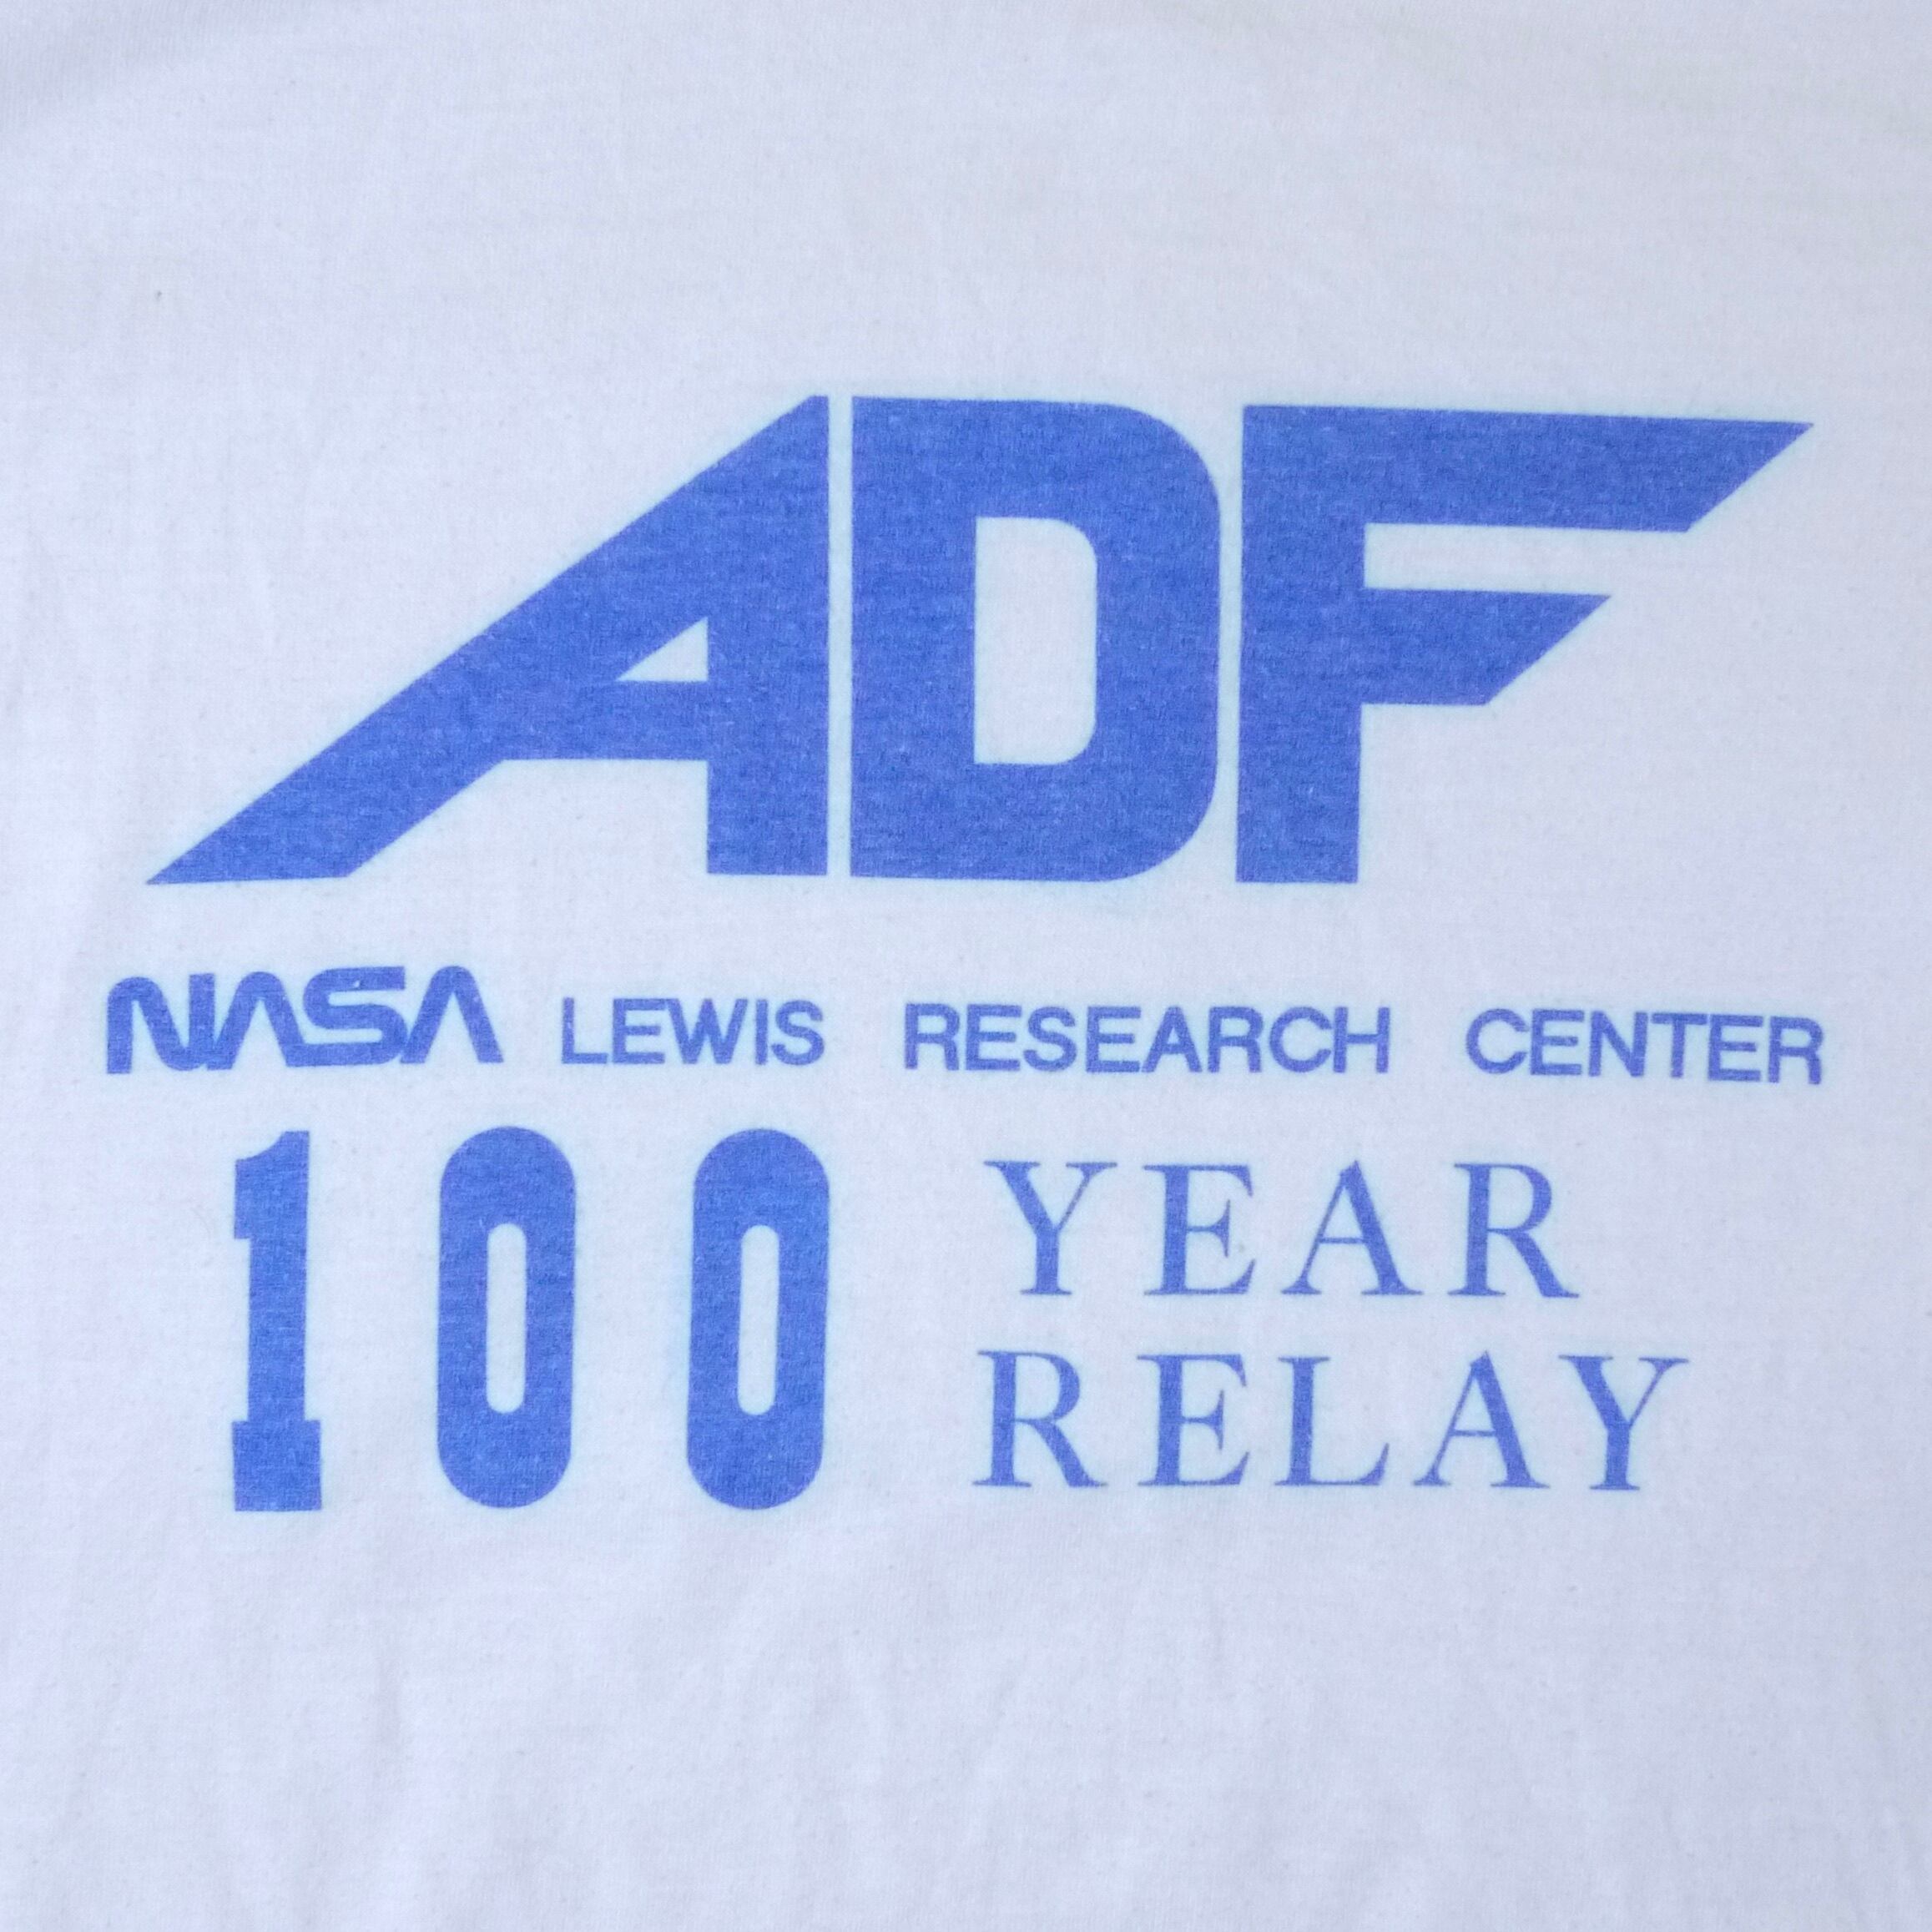 ADF
NASA LEWIS RESEARCH CENTER
100 YEAR
RELAY